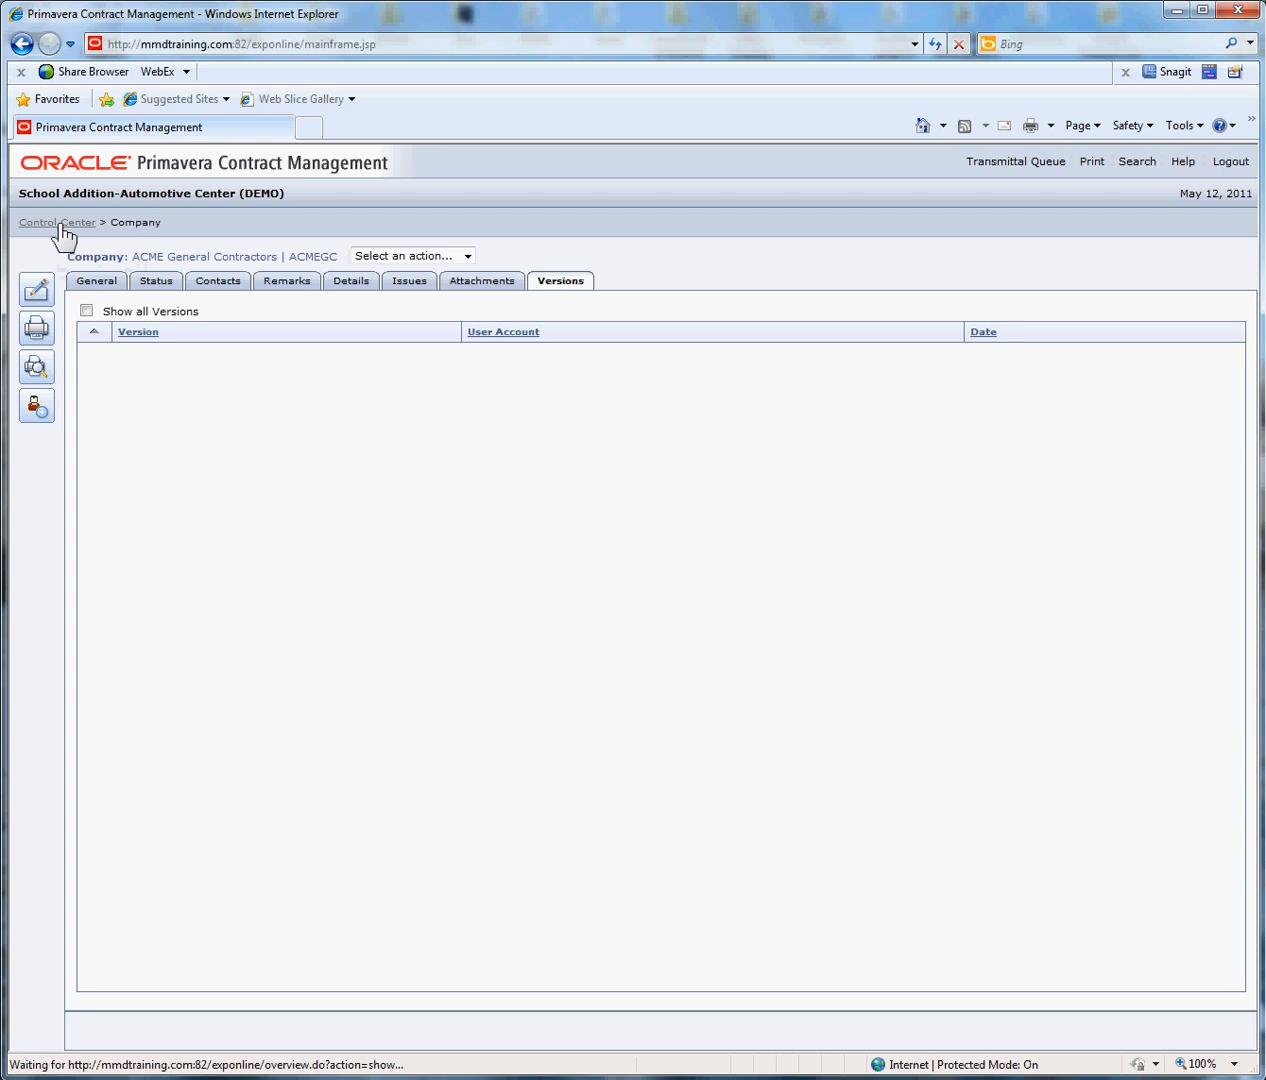 Primavera Contract Management - Windows Internet Explorer
http://mmdtraining.com:82/exponline/mainframe.jsp
Bing
x Share Browser WebEx
x Snagit
Favorites Suggested Sites Web Slice Gallery
Primavera Contract Management
Page Safety Tools
ORACLE Primavera Contract Management
Transmittal Queue Print Search Help Logout
School Addition-Automotive Center (DEMO)
May 12, 2011
Control Center > Company
Company: ACME General Contractors | ACMEGC Select an action...
General Status Contacts Remarks Details Issues Attachments Versions
Show all Versions
Version User Account Date
Waiting for http://mmdtraining.com:82/exponline/overview.do?action=show...
Internet | Protected Mode: On
100%